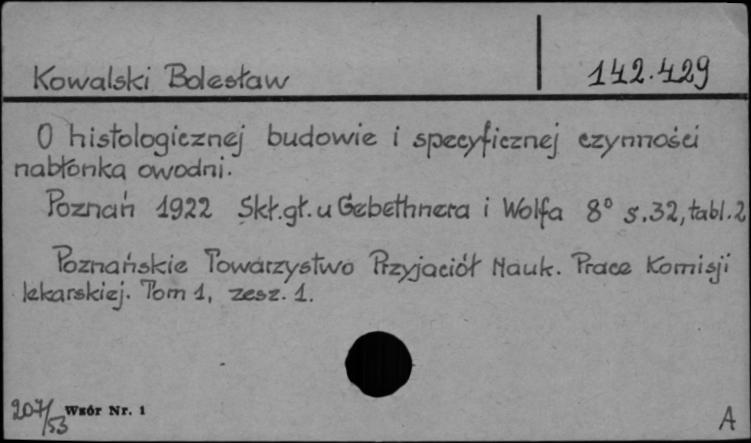 Kowalski Bolesław 142.429
O histologicznej budowie i specyficznej czynności
nabłonka owodni.
Poznań 1922 Skł.gł. u Gebethnera i Wolfa 8° s.32, tabl.2
Poznańskie Towarzystwo Przyjaciół Nauk. Prace Komisji
lekarskiej. Tom 1, zesz. 1.
207/53 Wzór Nr. 1 A